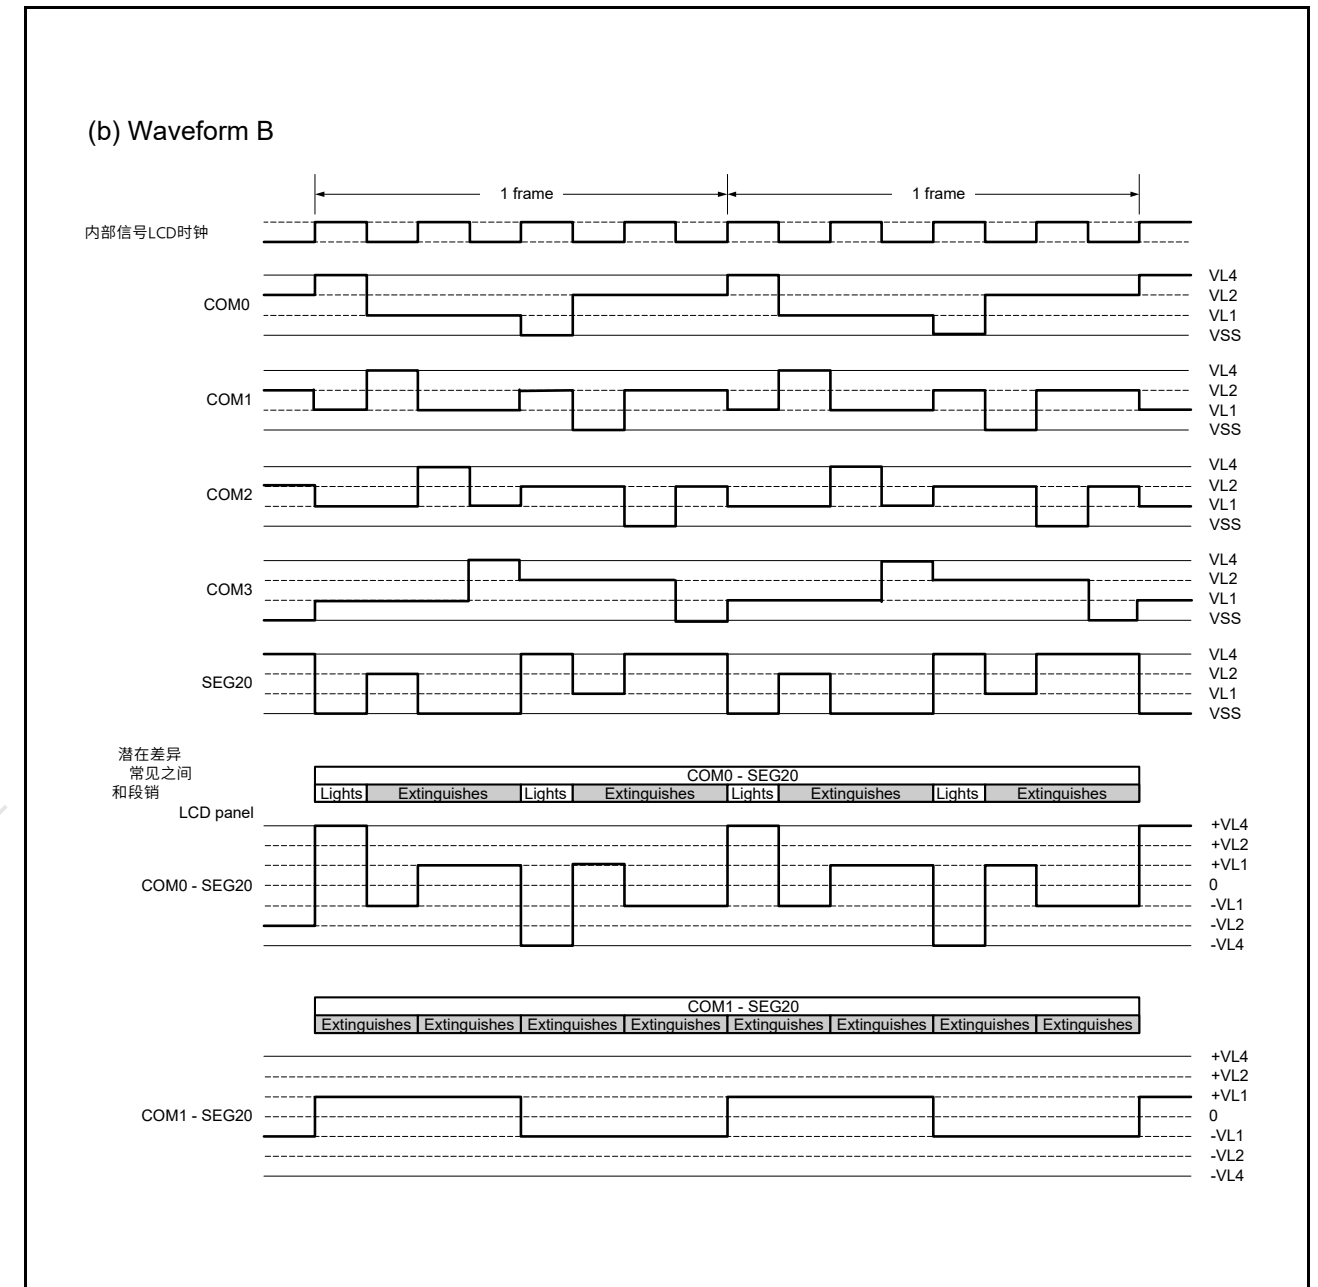 (b) Waveform B
1 frame 1 frame
内部信号LCD时钟
COM0
VL4
VL2
VL1
VSS
COM1
VL4
VL2
VL1
VSS
COM2
VL4
VL2
VL1
VSS
COM3
VL4
VL2
VL1
VSS
SEG20
VL4
VL2
VL1
VSS
潜在差异
常见之间
和段销
LCD panel
COM0 - SEG20
Lights Extinguishes Lights Extinguishes Lights Extinguishes Lights Extinguishes
COM0 - SEG20
+VL4
+VL2
+VL1
0
-VL1
-VL2
-VL4
COM1 - SEG20
Extinguishes Extinguishes Extinguishes Extinguishes Extinguishes Extinguishes Extinguishes Extinguishes
COM1 - SEG20
+VL4
+VL2
+VL1
0
-VL1
-VL2
-VL4